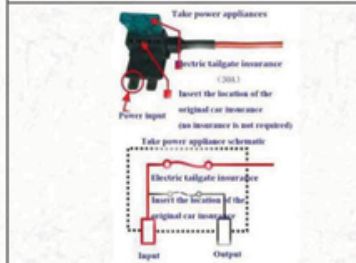 Take power appliances
Electric tailgate insurance
(30A)
Insert the location of the
original car insurance
Power input
(no insurance is not required)
Take power appliance schematic
Electric tailgate insurance
Insert the location of the
original car insurance
Input
Output